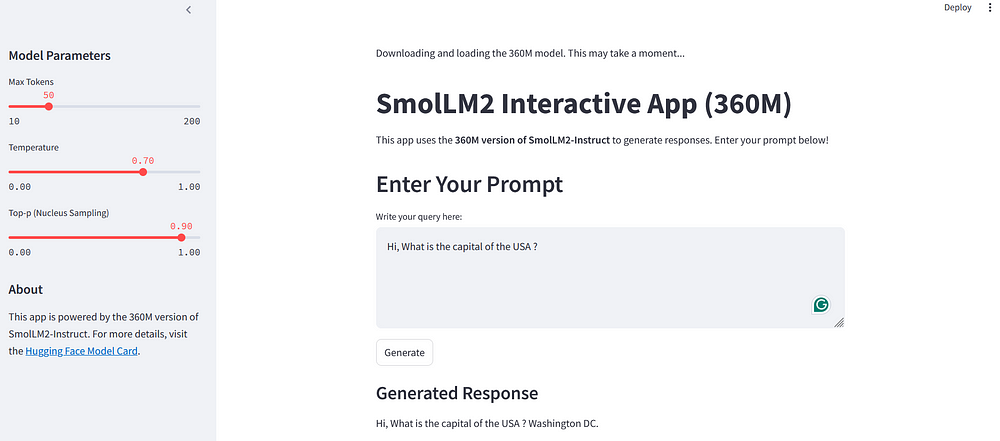 Deploy
Model Parameters
Max Tokens
50
10 200
Temperature
0.70
0.00 1.00
Top-p (Nucleus Sampling)
0.90
0.00 1.00
About
This app is powered by the 360M version of
SmolLM2-Instruct. For more details, visit
the Hugging Face Model Card.
Downloading and loading the 360M model. This may take a moment...
SmolLM2 Interactive App (360M)
This app uses the 360M version of SmolLM2-Instruct to generate responses. Enter your prompt below!
Enter Your Prompt
Write your query here:
Hi, What is the capital of the USA ?
Generate
Generated Response
Hi, What is the capital of the USA ? Washington DC.